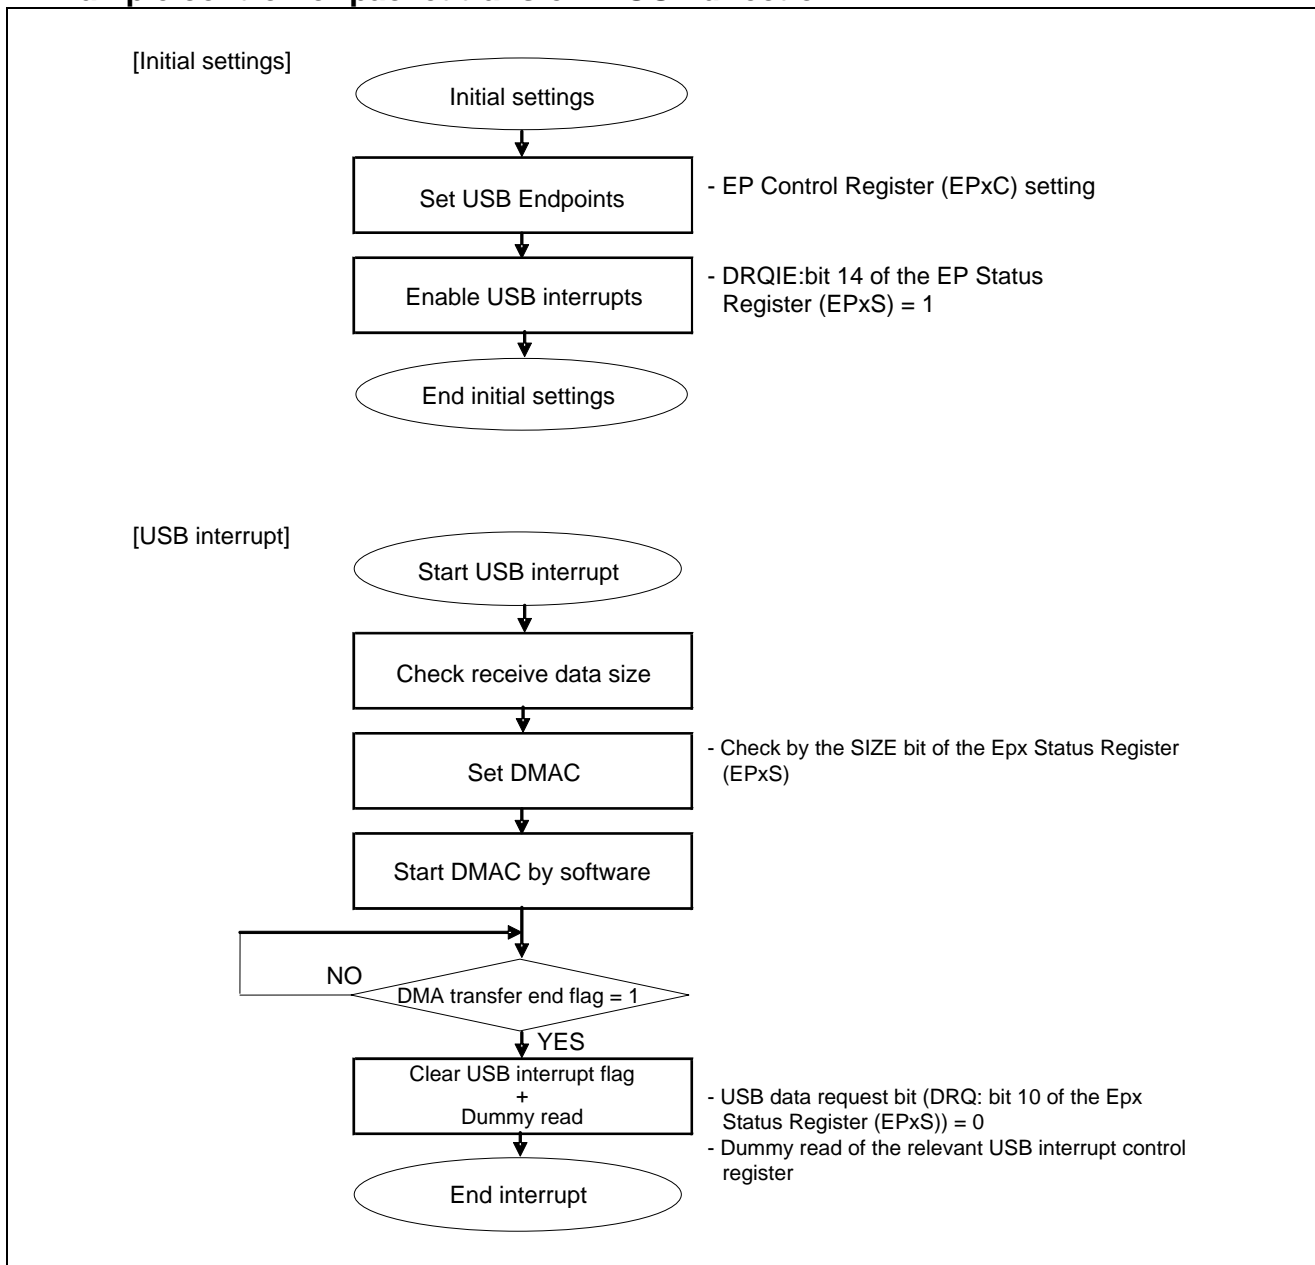 [Initial settings]
Initial settings
Set USB Endpoints
- EP Control Register (EPxC) setting
Enable USB interrupts
- DRQIE:bit 14 of the EP Status
Register (EPxS) = 1
End initial settings
[USB interrupt]
Start USB interrupt
Check receive data size
Set DMAC
- Check by the SIZE bit of the Epx Status Register
(EPxS)
Start DMAC by software
NO
DMA transfer end flag = 1
YES
Clear USB interrupt flag
+
Dummy read
- USB data request bit (DRQ: bit 10 of the Epx
Status Register (EPxS)) = 0
- Dummy read of the relevant USB interrupt control
register
End interrupt